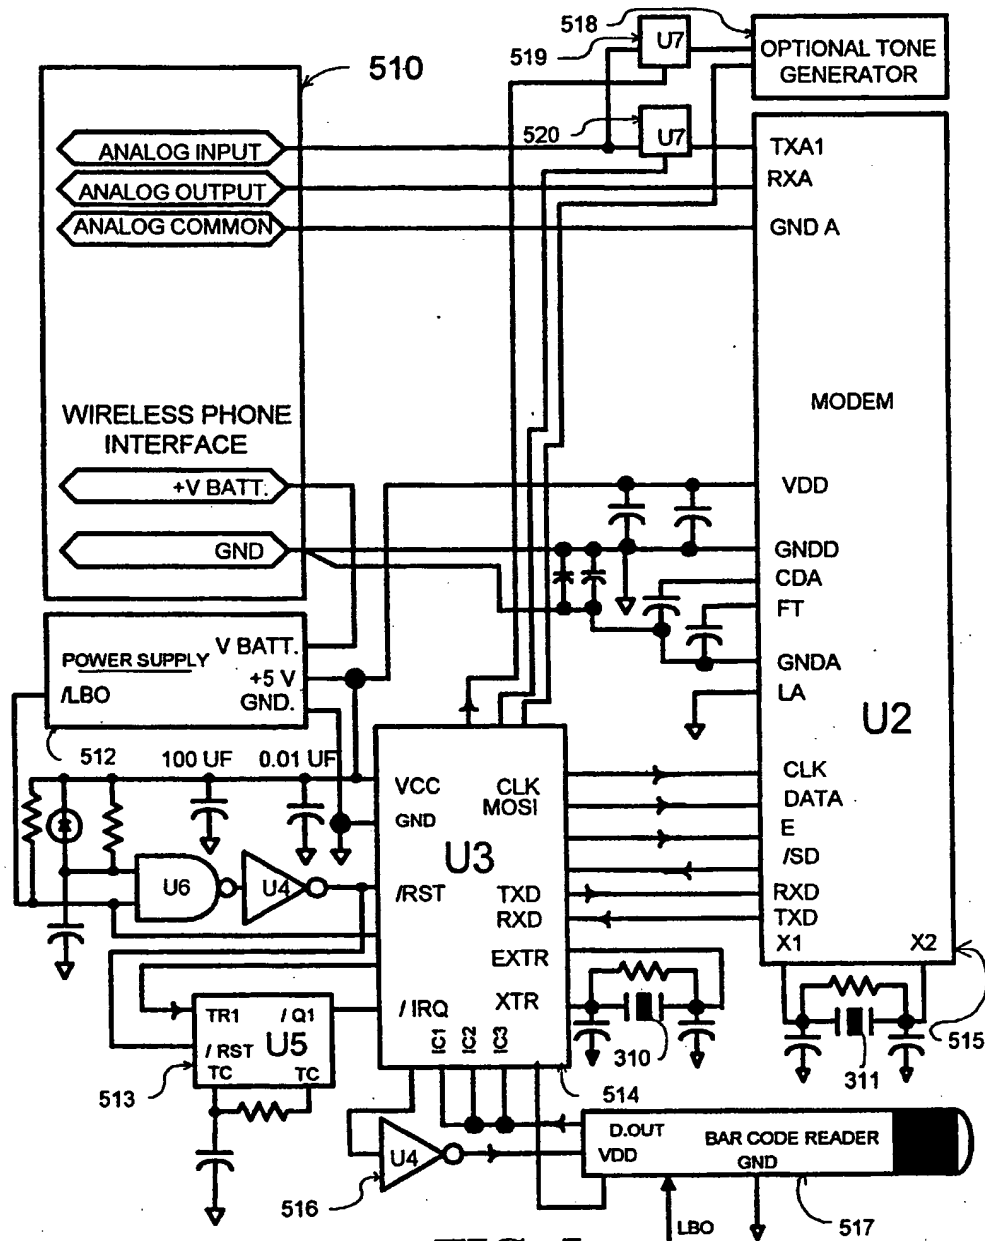 518
519
U7
OPTIONAL TONE
GENERATOR
510
520
U7
ANALOG INPUT
TXA1
ANALOG OUTPUT
RXA
ANALOG COMMON
GND A
MODEM
WIRELESS PHONE
INTERFACE
+V BATT.
VDD
GND
GNDD
CDA
FT
GNDA
LA
U2
POWER SUPPLY
V BATT.
/LBO
+5 V
GND.
512
100 UF
0.01 UF
VCC
CLK
MOSI
GND
U3
CLK
DATA
E
/SD
U6
U4
/RST
TXD
RXD
RXD
TXD
X1
X2
EXTR
XTR
/ IRQ
IC1
IC2
IC3
TR1
/ Q1
U5
/ RST
TC
TC
513
310
311
515
514
D.OUT
VDD
BAR CODE READER
GND
U4
516
LBO
517